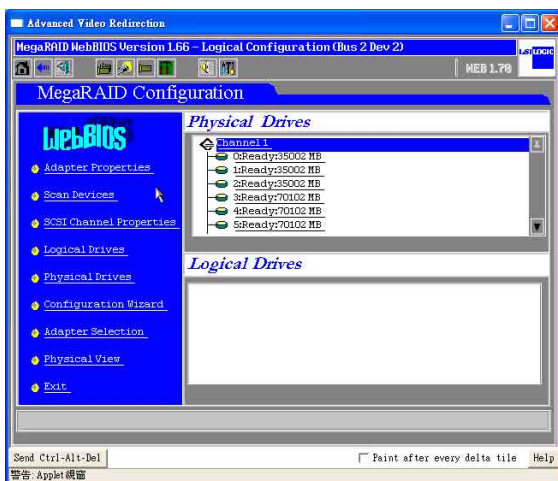 Advanced Video Redirection
MegaRAID WebBIOS Version 1.66 - Logical Configuration (Bus 2 Dev 2)
LSI LOGIC
WEB 1.70
MegaRAID Configuration
WebBIOS
Adapter Properties
Scan Devices
SCSI Channel Properties
Logical Drives
Physical Drives
Configuration Wizard
Adapter Selection
Physical View
Exit
Physical Drives
Channel 1
0:Ready:35002 MB
1:Ready:35002 MB
2:Ready:35002 MB
3:Ready:70102 MB
4:Ready:70102 MB
5:Ready:70102 MB
Logical Drives
Send Ctrl-Alt-Del
Paint after every delta tile
Help
警告: Applet 視窗